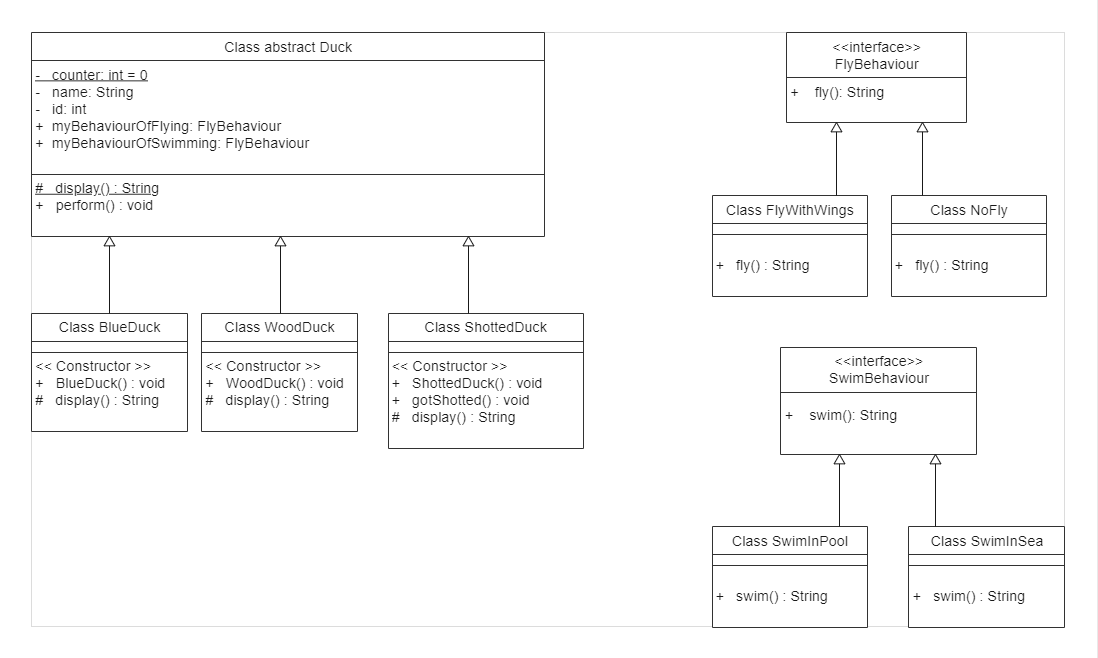 Class abstract Duck
- counter: int = 0
- name: String
- id: int
+ myBehaviourOfFlying: FlyBehaviour
+ myBehaviourOfSwimming: FlyBehaviour
# display() : String
+ perform() : void
<<interface>>
FlyBehaviour
+ fly(): String
Class FlyWithWings
+ fly() : String
Class NoFly
+ fly() : String
Class BlueDuck
<< Constructor >>
+ BlueDuck() : void
# display() : String
Class WoodDuck
<< Constructor >>
+ WoodDuck() : void
# display() : String
Class ShottedDuck
<< Constructor >>
+ ShottedDuck() : void
+ gotShotted() : void
# display() : String
<<interface>>
SwimBehaviour
+ swim(): String
Class SwimInPool
+ swim() : String
Class SwimInSea
+ swim() : String